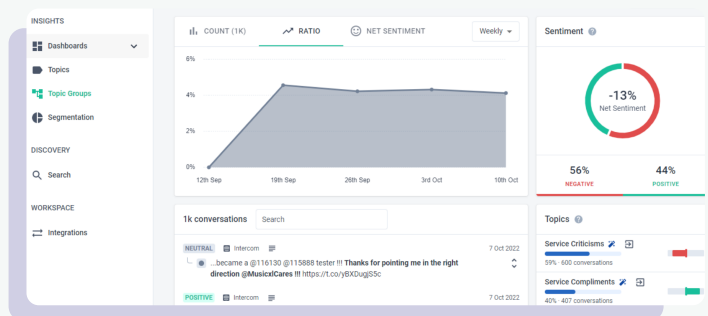 INSIGHTS
Dashboards
Topics
Topic Groups
Segmentation
DISCOVERY
Search
WORKSPACE
Integrations
COUNT (1K) RATIO NET SENTIMENT Weekly
6%
4%
2%
0%
12th Sep 19th Sep 26th Sep 3rd Oct 10th Oct
Sentiment
-13%
Net Sentiment
56% 44%
NEGATIVE POSITIVE
1k conversations Search
NEUTRAL Intercom 7 Oct 2022
...became a @116130 @115888 tester !!! Thanks for pointing me in the right
direction @MusicxlCares !!! https://t.co/yBXDugjS5c
POSITIVE Intercom 7 Oct 2022
Topics
Service Criticisms
59% · 600 conversations
Service Compliments
40% · 407 conversations